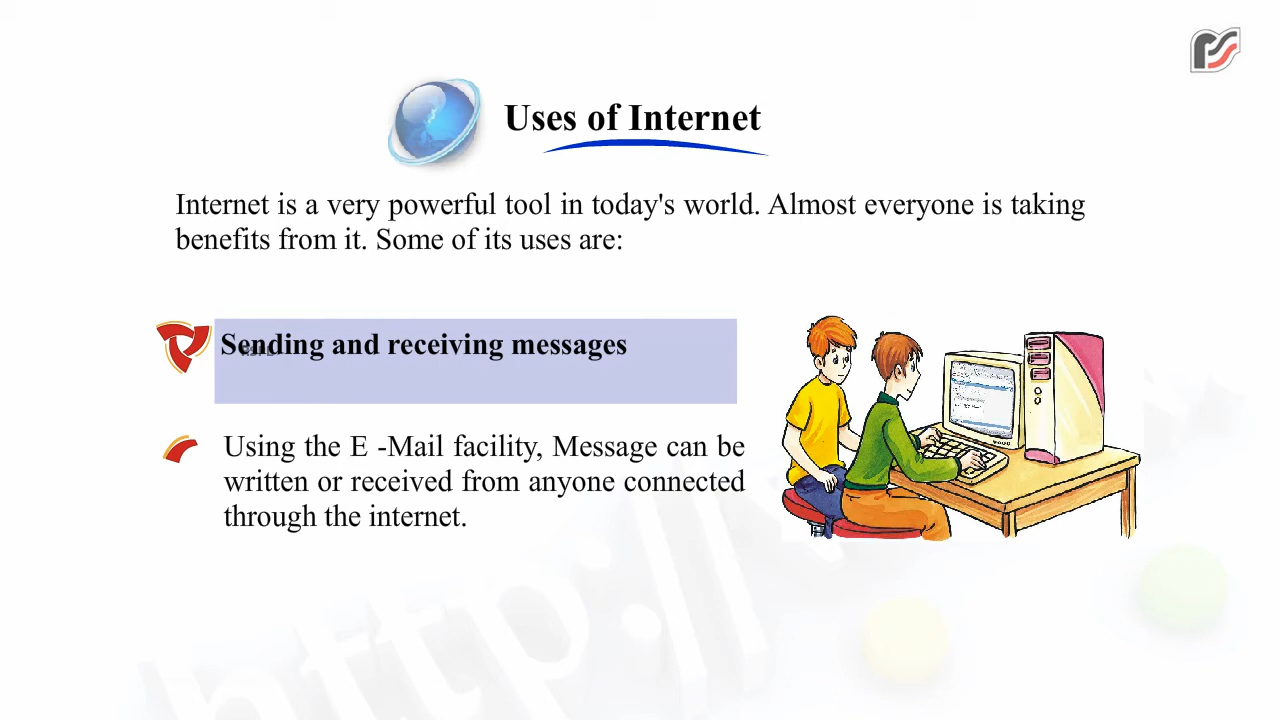 Uses of Internet
Internet is a very powerful tool in today's world. Almost everyone is taking
benefits from it. Some of its uses are:
Sending and receiving messages
Using the E -Mail facility, Message can be
written or received from anyone connected
through the internet.
http://